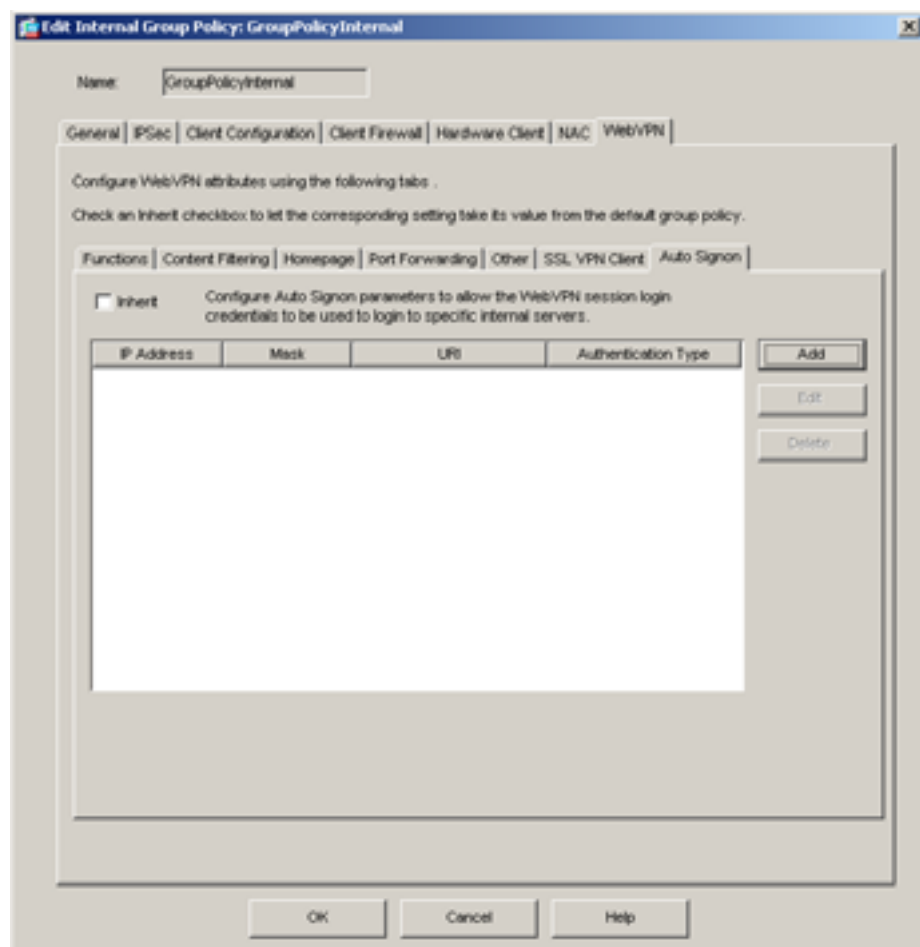 Edit Internal Group Policy: GroupPolicyInternal
Name: GroupPolicyInternal
General IPSec Client Configuration Client Firewall Hardware Client NAC WebVPN
Configure WebVPN attributes using the following tabs .
Check an Inherit checkbox to let the corresponding setting take its value from the default group policy.
Functions Content Filtering Homepage Port Forwarding Other SSL VPN Client Auto Signon
Inherit Configure Auto Signon parameters to allow the WebVPN session login
credentials to be used to login to specific internal servers.
IP Address Mask URI Authentication Type Add
Edit
Delete
OK Cancel Help